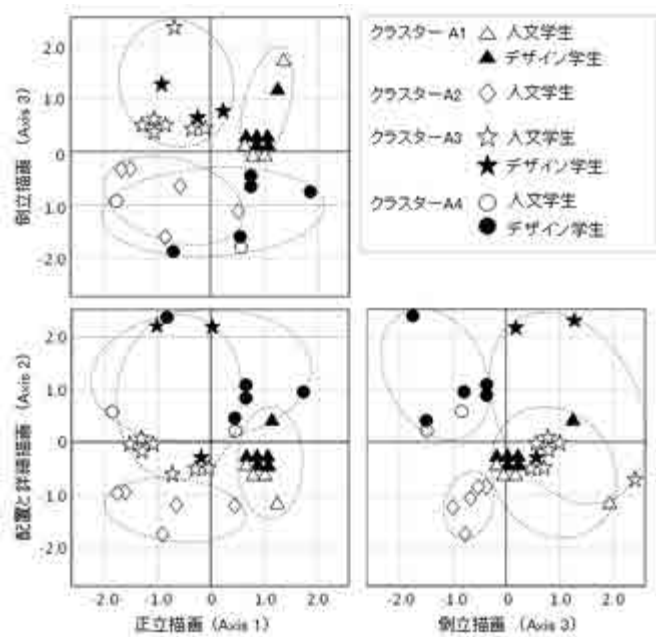 2.0
1.0
0
-1.0
-2.0
倒立描画 (Axis 3)
クラスター A1 △ 人文学生
▲ デザイン学生
クラスターA2 ◇ 人文学生
クラスターA3 ☆ 人文学生
★ デザイン学生
クラスターA4 ○ 人文学生
● デザイン学生
2.0
1.0
0
-1.0
-2.0
配置と詳細描画 (Axis 2)
-2.0 -1.0 0 1.0 2.0
正立描画 (Axis 1)
-2.0 -1.0 0 1.0 2.0
倒立描画 (Axis 3)